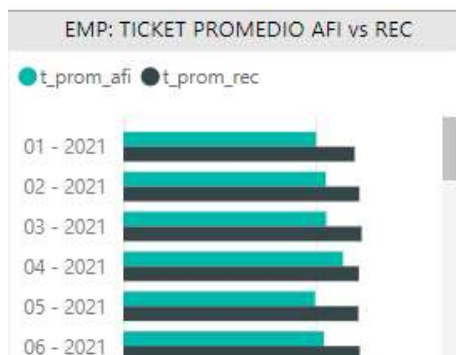 EMP: TICKET PROMEDIO AFI vs REC
t_prom_afi t_prom_rec
01 - 2021
02 - 2021
03 - 2021
04 - 2021
05 - 2021
06 - 2021